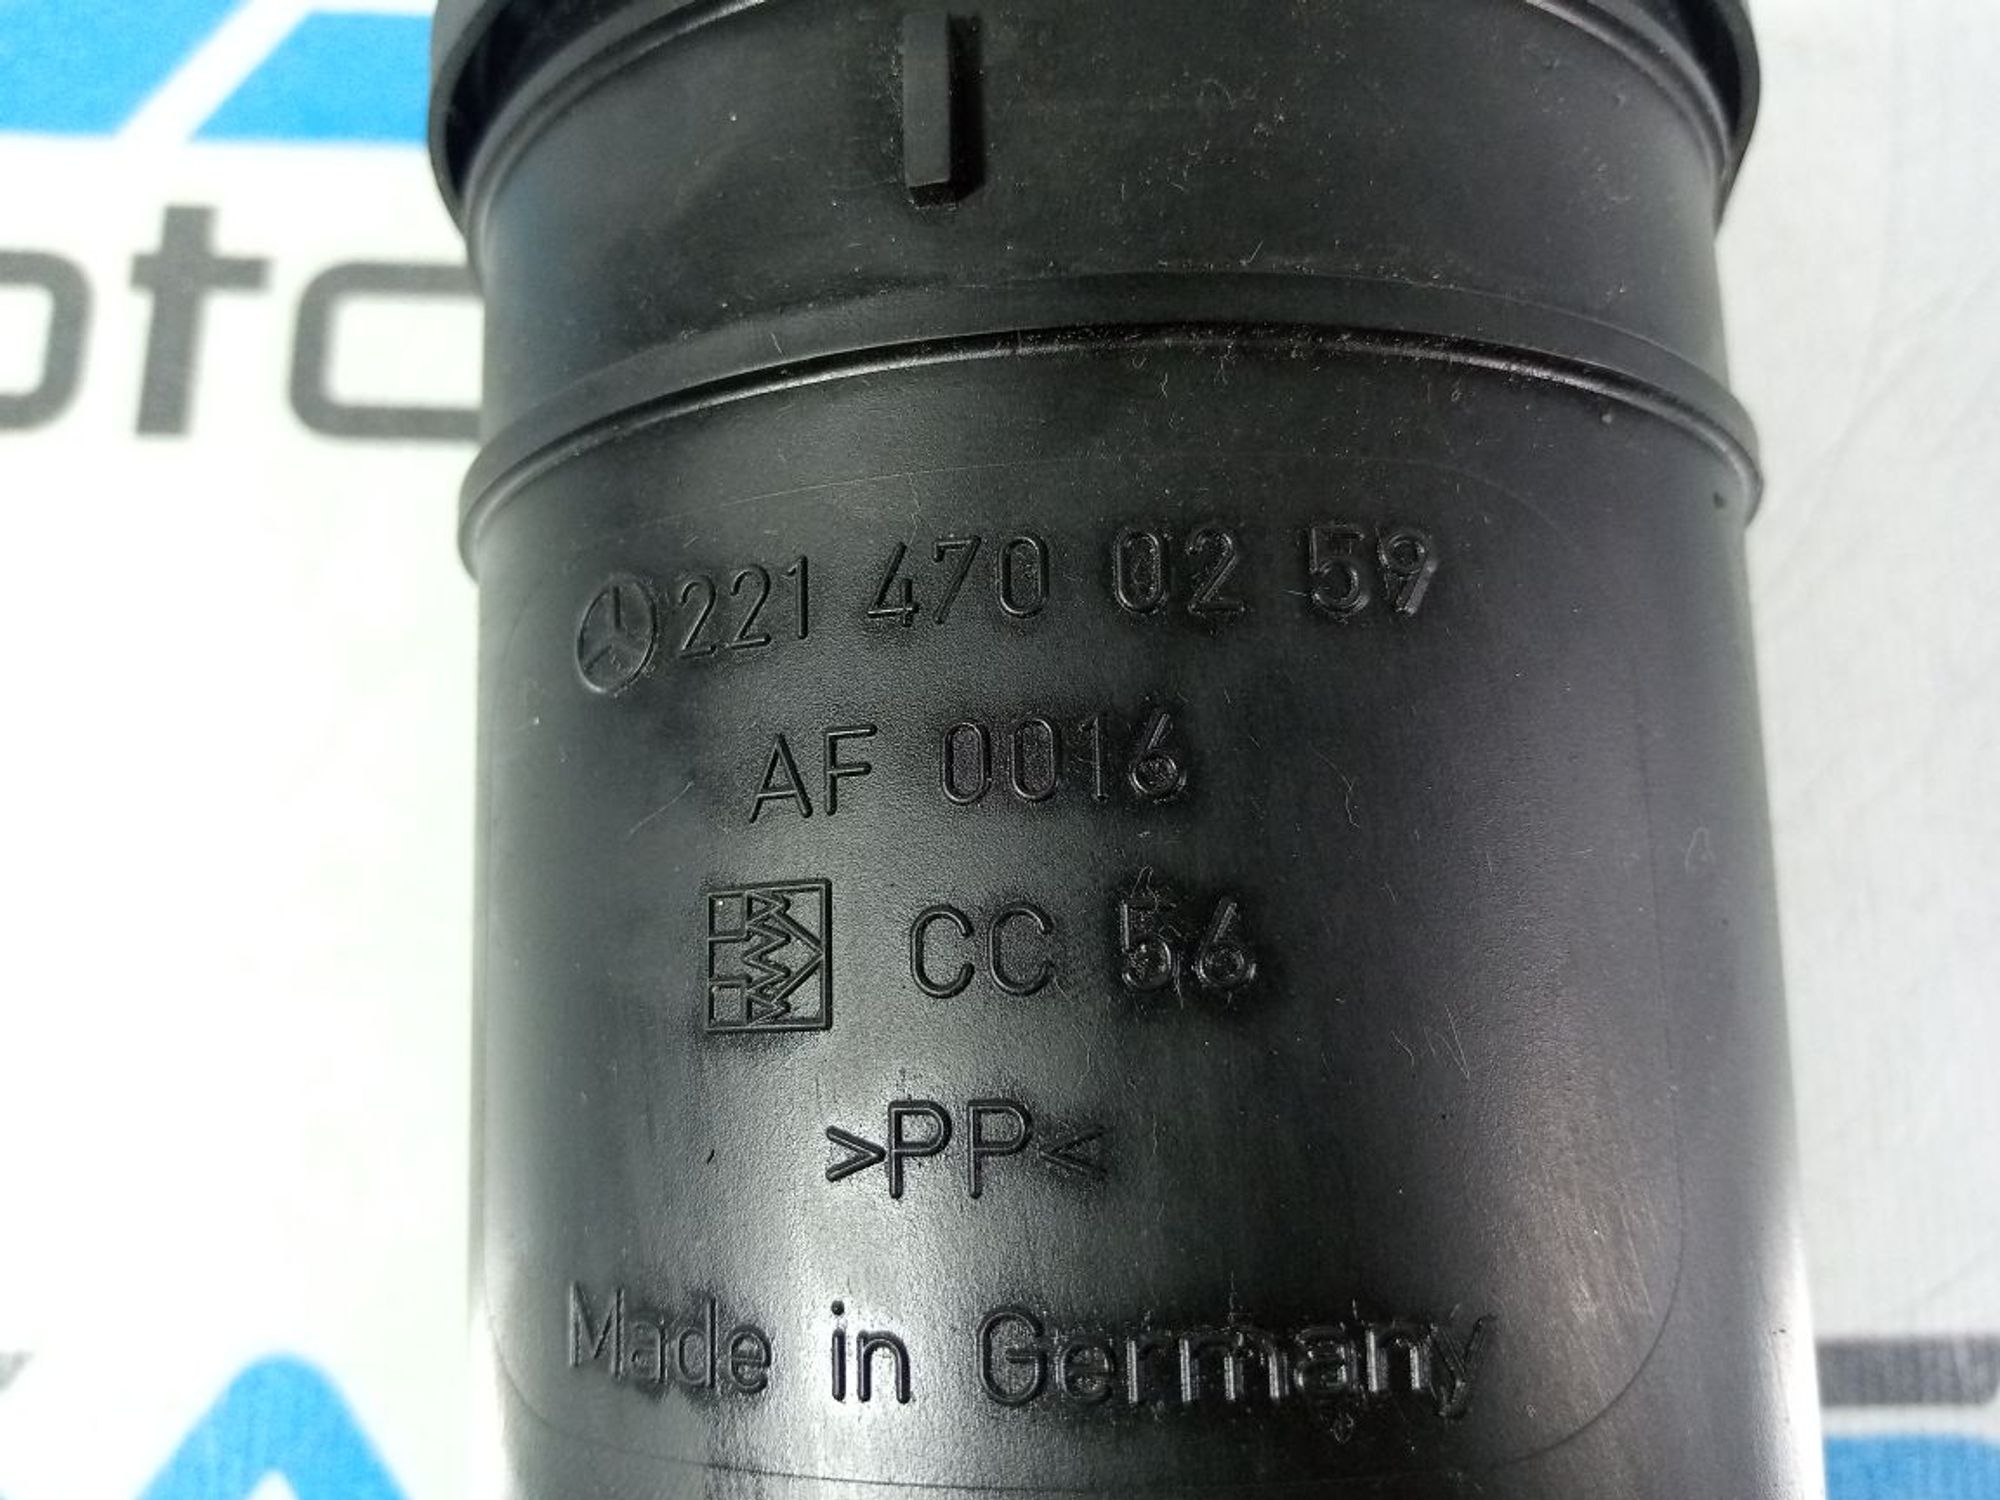 221 470 02 59
AF 0016
CC 56
>PP<
Made in Germany